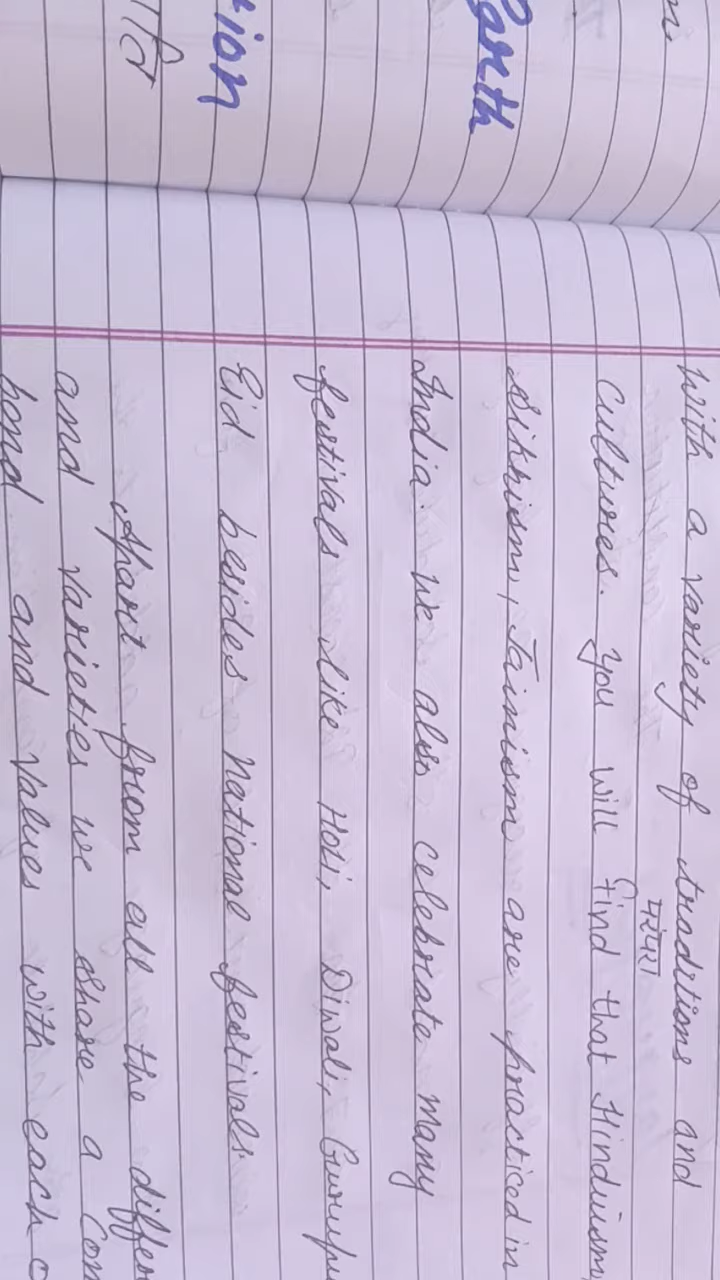 with a variety of traditions and
परंपरा
cultures. You will find that Hinduism
Sikhism, Jainism are practiced in
India. we also celebrate many
festivals like Holi, Diwali,
Eid besides national festivals.
Apart from all the
and varieties we share a
bond and values with each
Earth